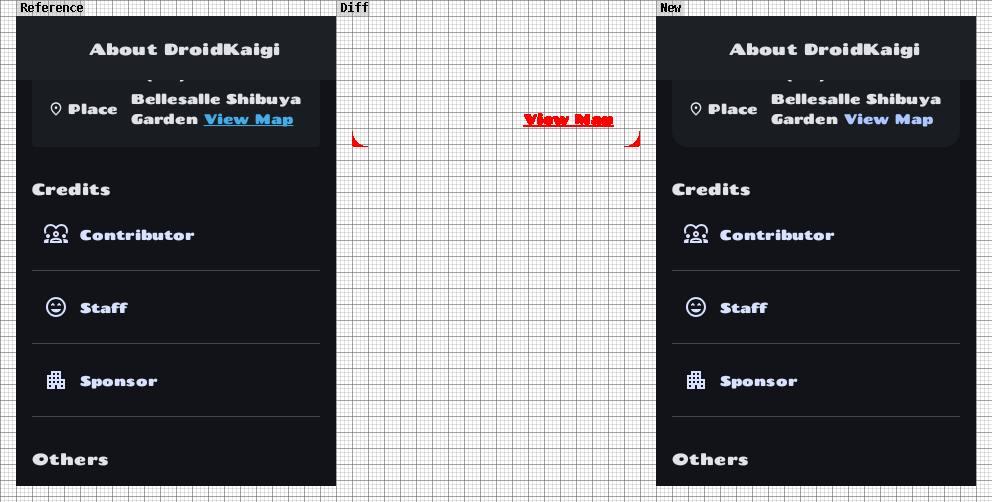 Reference
Diff
New
About DroidKaigi
Place
Bellesalle Shibuya
Garden View Map
Credits
Contributor
Staff
Sponsor
Others
View Map
About DroidKaigi
Place
Bellesalle Shibuya
Garden View Map
Credits
Contributor
Staff
Sponsor
Others